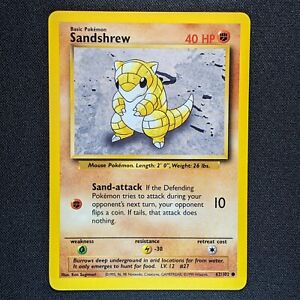 Basic Pokémon
Sandshrew
40 HP
Mouse Pokémon. Length: 2' 0", Weight: 26 lbs.
Sand-attack If the Defending
Pokémon tries to attack during
your opponent's next turn, your
opponent flips a coin. If tails, that
attack does nothing.
10
weakness
resistance
retreat cost
-30
Burrows deep underground in arid locations far from water.
It only emerges to hunt for food. LV. 12 #27
62/102